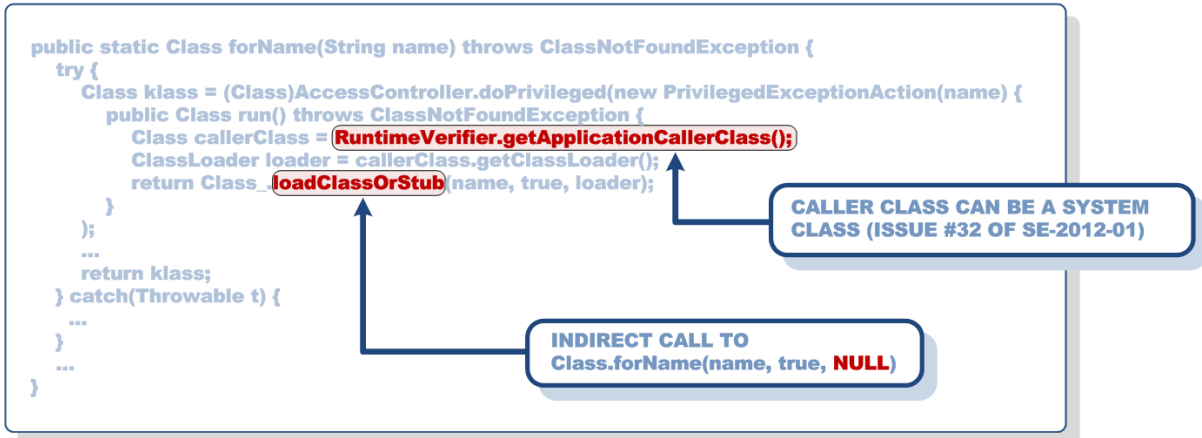 public static Class forName(String name) throws ClassNotFoundException {
try {
Class klass = (Class)AccessController.doPrivileged(new PrivilegedExceptionAction(name) {
public Class run() throws ClassNotFoundException {
Class callerClass = RuntimeVerifier.getApplicationCallerClass();
ClassLoader loader = callerClass.getClassLoader();
return Class_.loadClassOrStub(name, true, loader);
}
);
...
return klass;
} catch(Throwable t) {
...
}
...
}
CALLER CLASS CAN BE A SYSTEM
CLASS (ISSUE #32 OF SE-2012-01)
INDIRECT CALL TO
Class.forName(name, true, NULL)